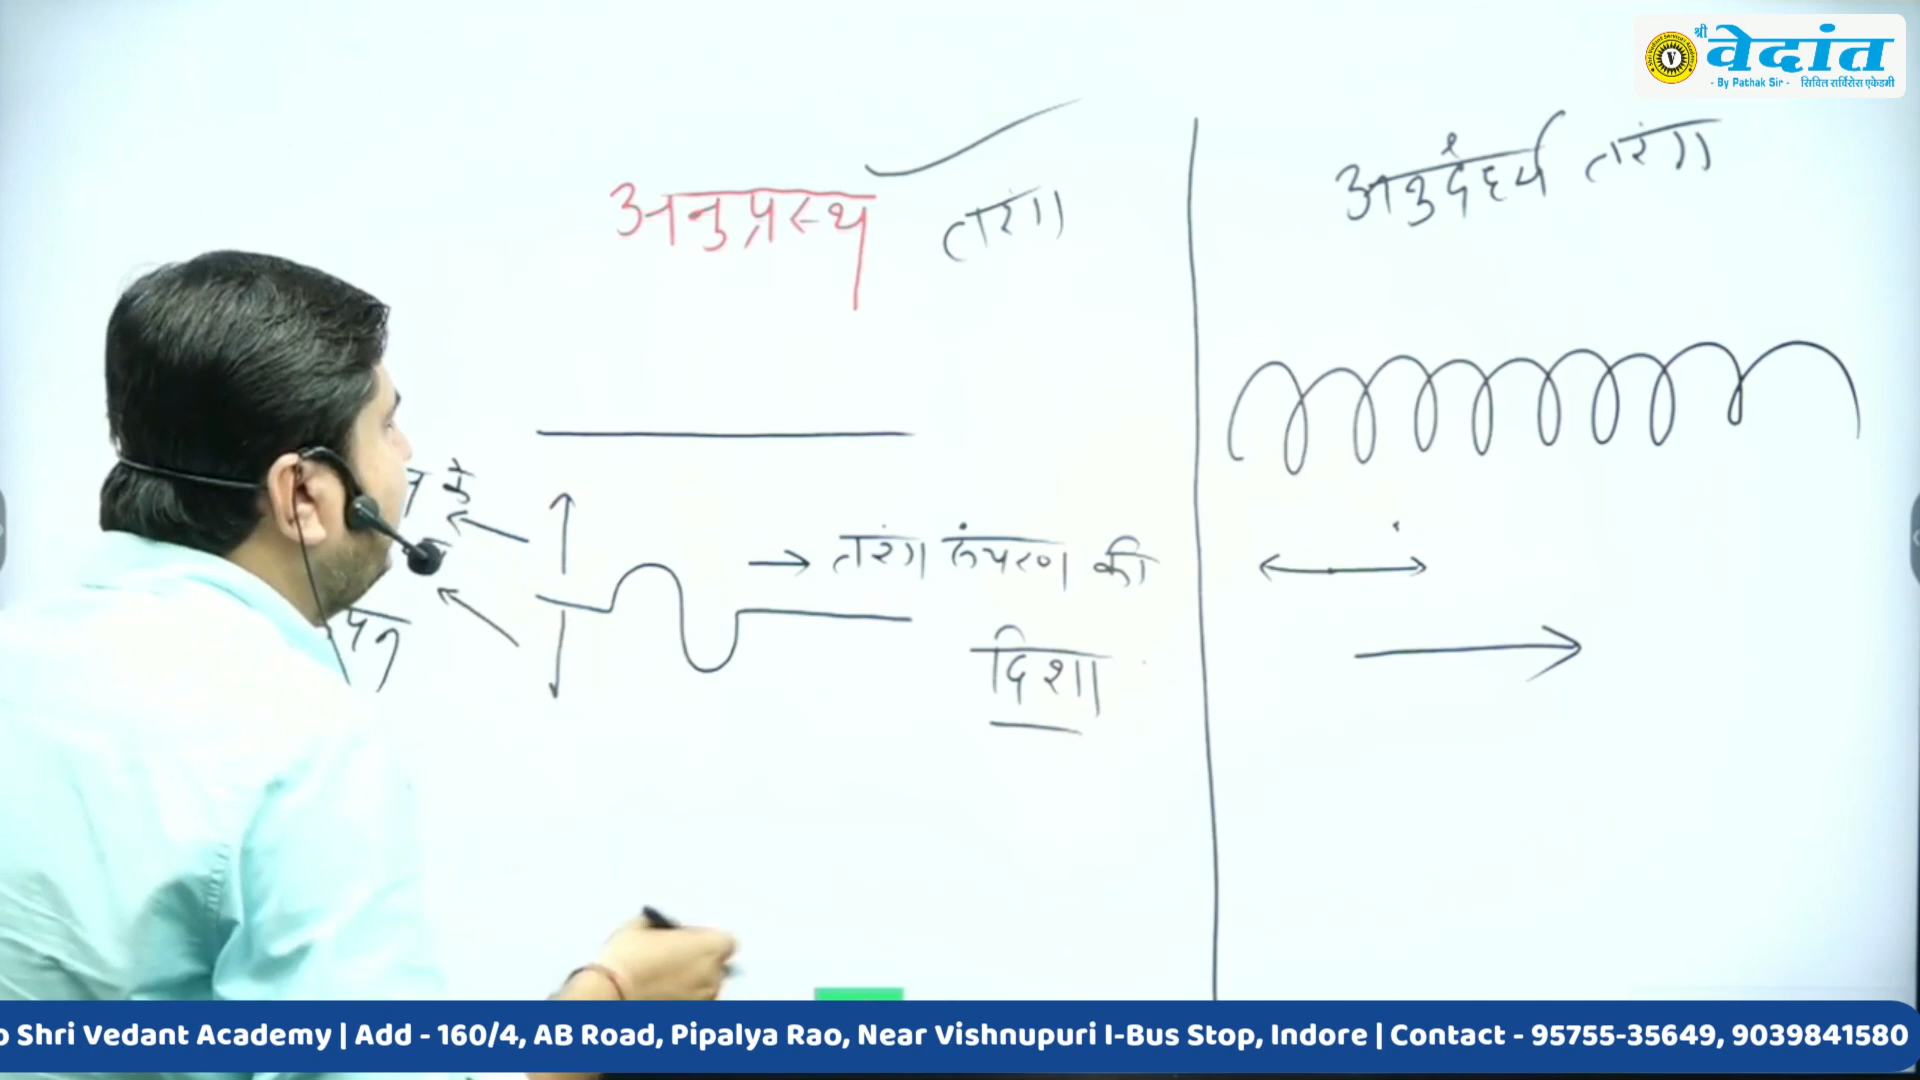 श्री वेदांत
- By Pathak Sir - सिविल सर्विसेस एकेडमी
अनुप्रस्थ तरंग
अनुदैर्ध्य तरंग
के
तरंग संचरण की
दिशा
o Shri Vedant Academy | Add - 160/4, AB Road, Pipalya Rao, Near Vishnupuri I-Bus Stop, Indore | Contact - 95755-35649, 9039841580